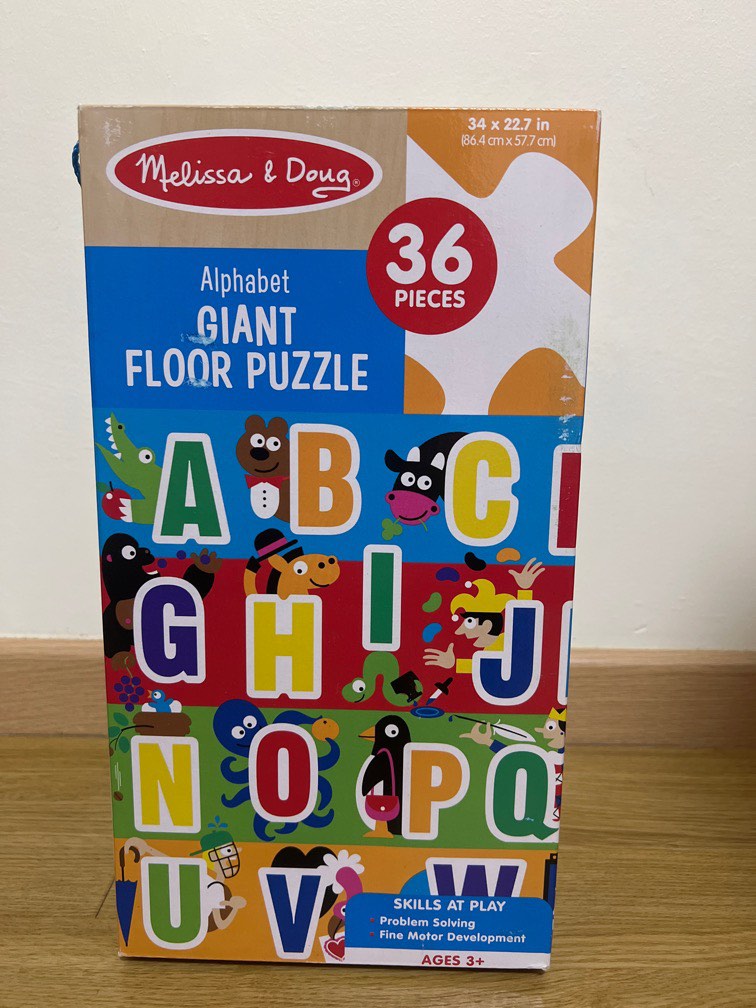 34 x 22.7 in
(86.4 cm x 57.7 cm)
Melissa & Doug®
36
PIECES
Alphabet
GIANT
FLOOR PUZZLE
A B C
G H I J
N O P Q
U V W
SKILLS AT PLAY
Problem Solving
Fine Motor Development
AGES 3+